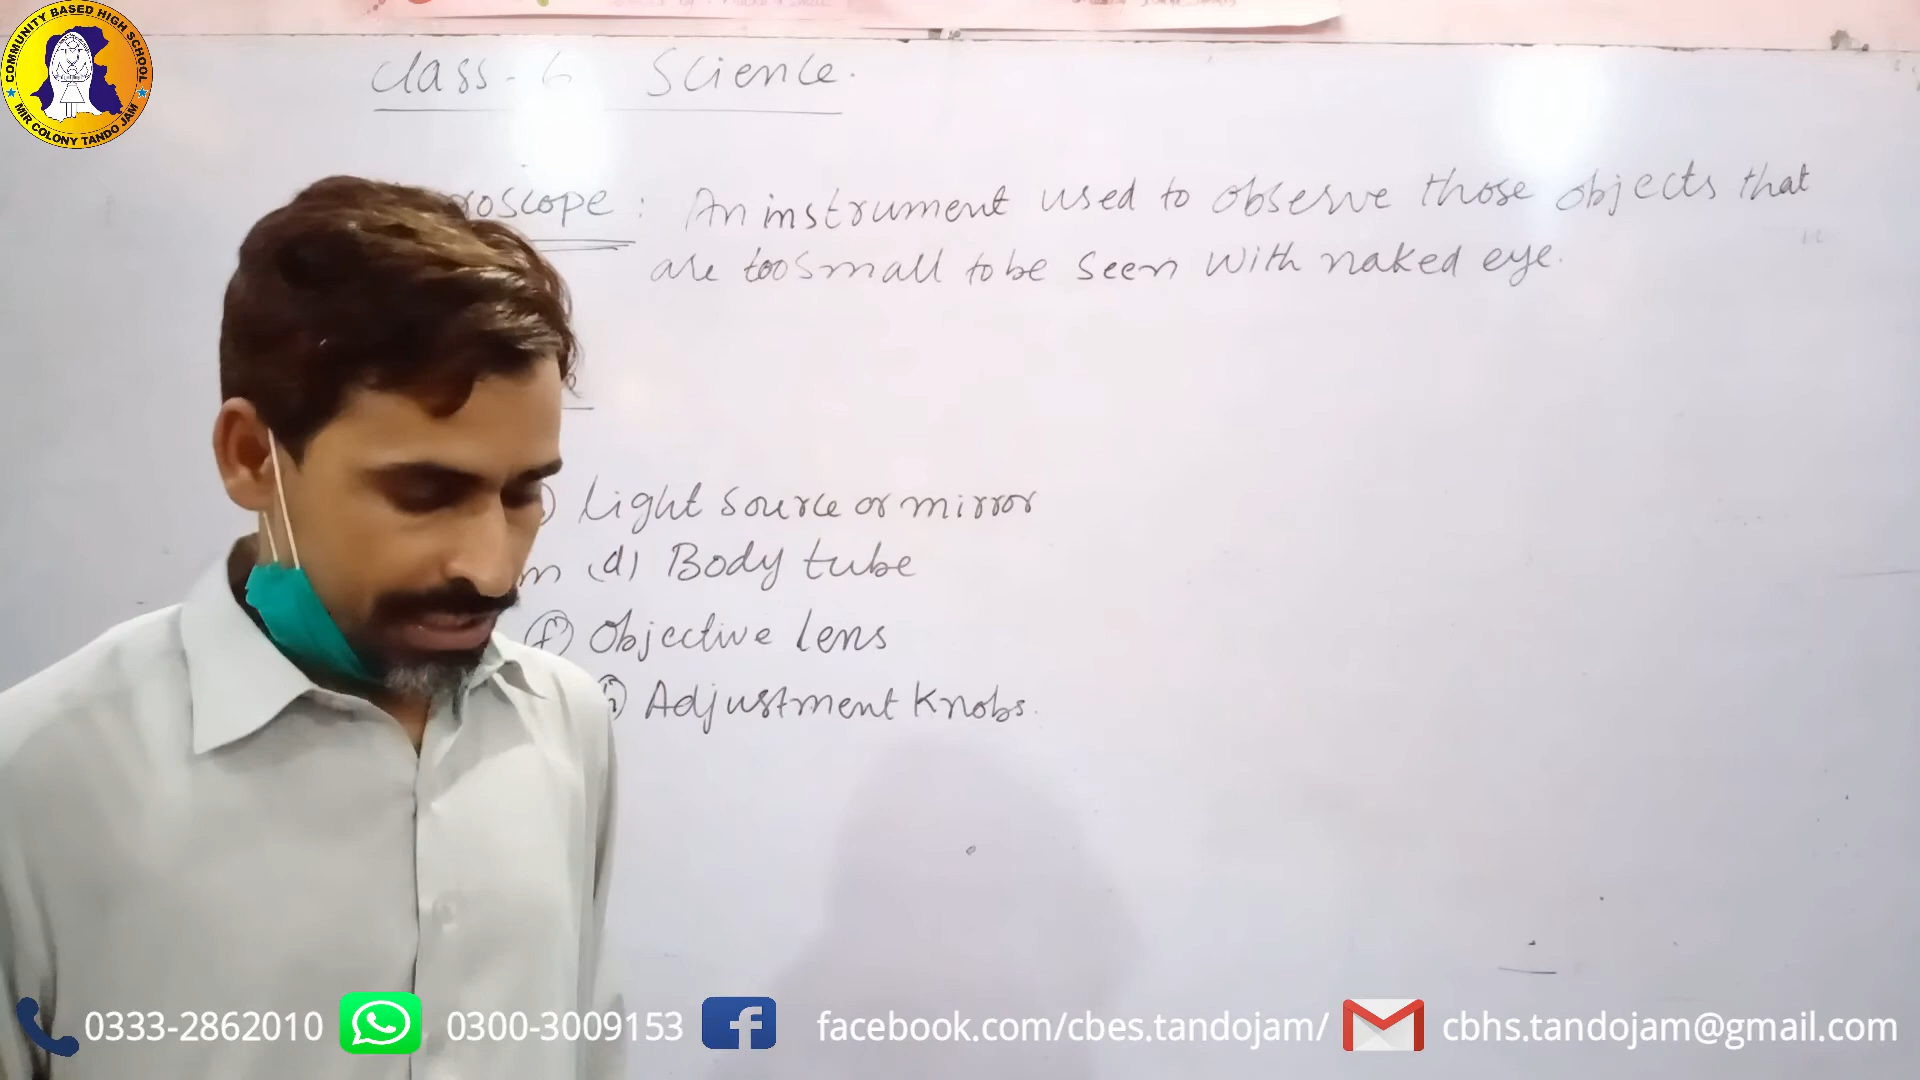 COMMUNITY BASED HIGH SCHOOL
MIR COLONY TANDO JAM
Class - 6 Science.
roscope : An instrument used to observe those objects that
are too small to be seen with naked eye.
) Light source or mirror
m (d) Body tube
(f) Objective lens
(h) Adjustment Knobs.
0333-2862010 0300-3009153 facebook.com/cbes.tandojam/ cbhs.tandojam@gmail.com